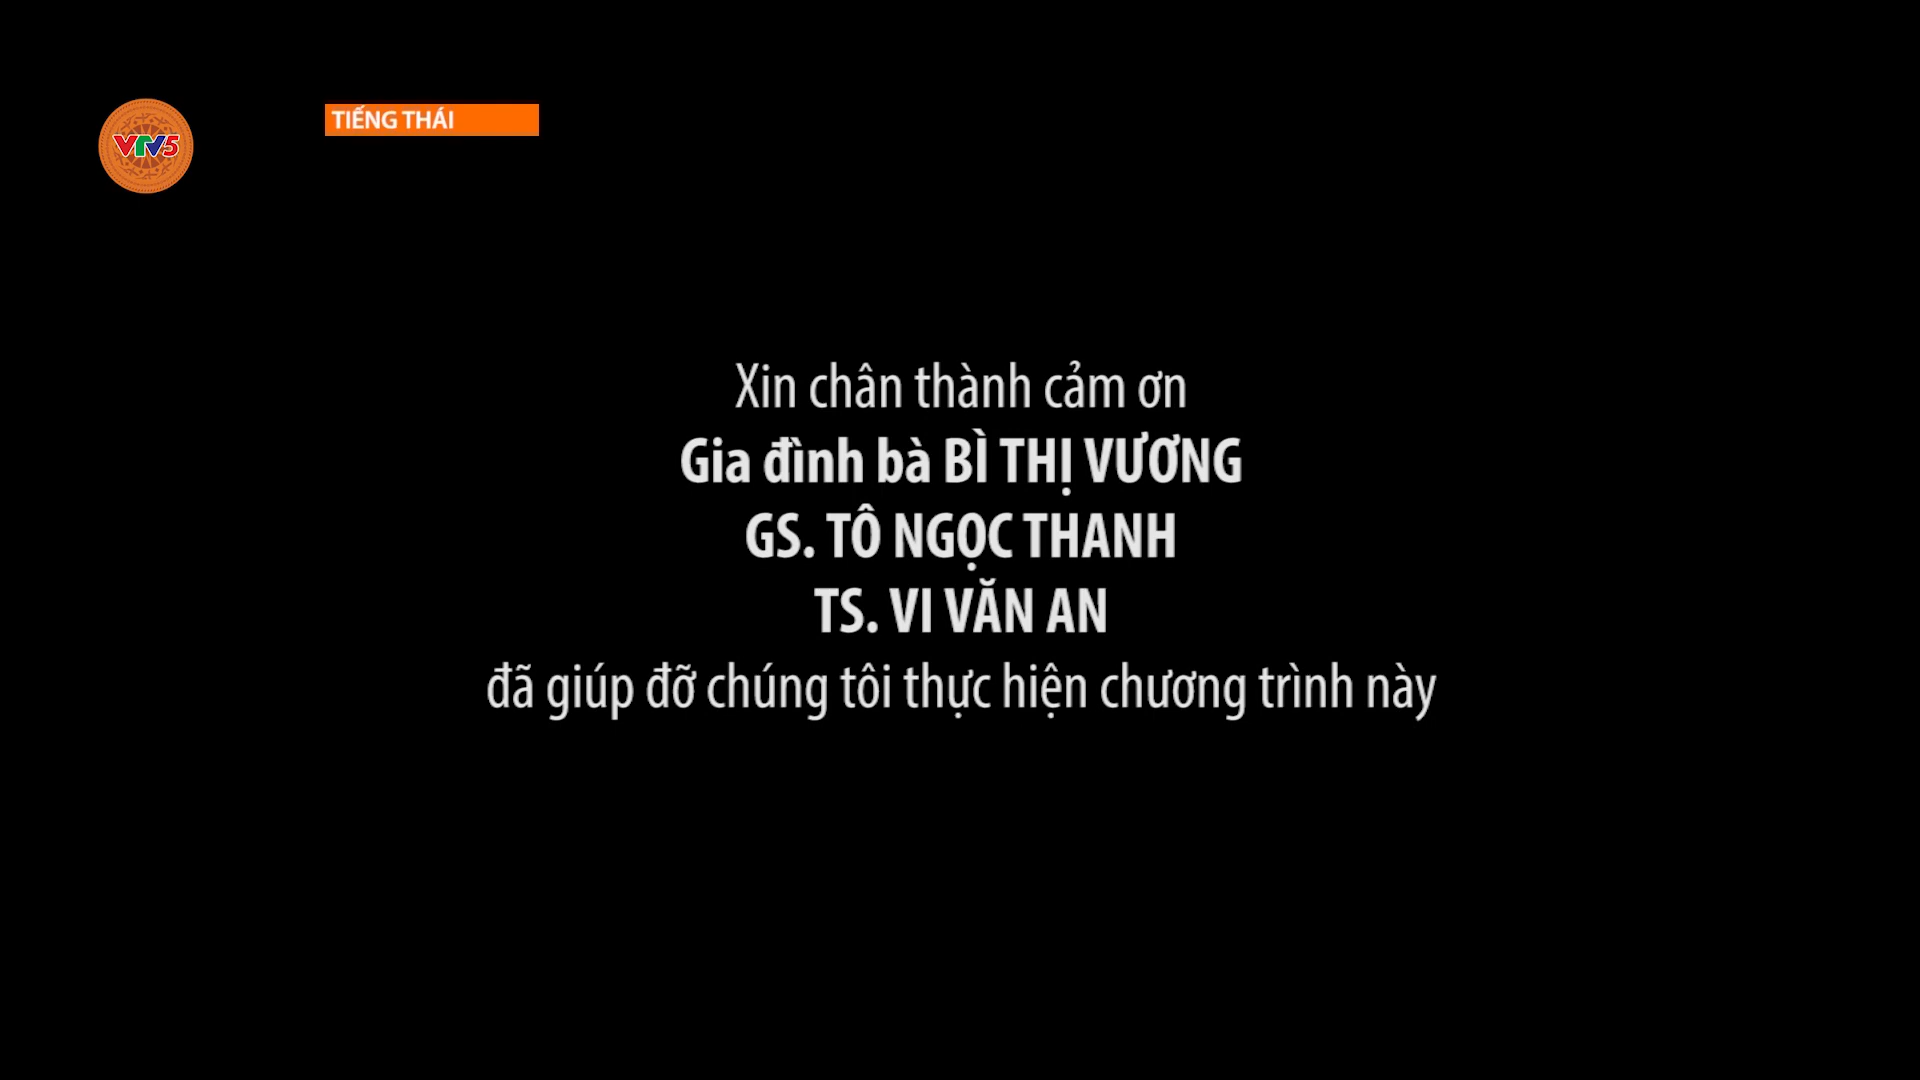 VTV5
TIẾNG THÁI
Xin chân thành cảm ơn
Gia đình bà BÌ THỊ VƯƠNG
GS. TÔ NGỌC THANH
TS. VI VĂN AN
đã giúp đỡ chúng tôi thực hiện chương trình này